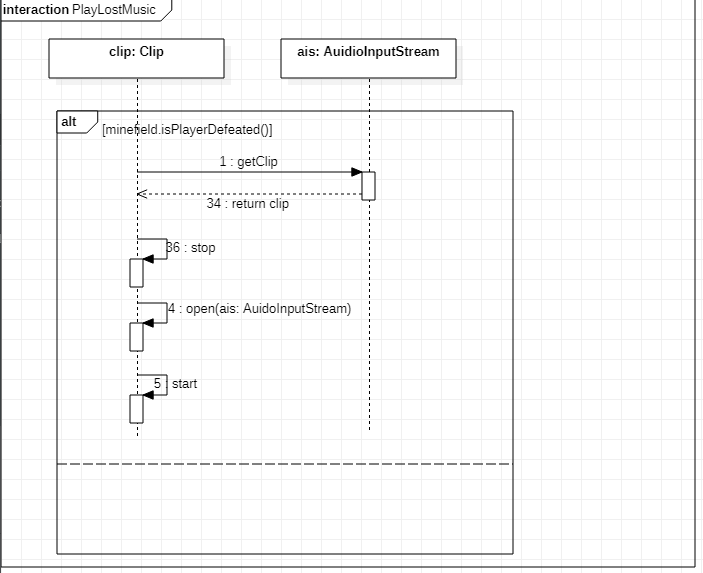 interaction PlayLostMusic
clip: Clip
ais: AuidioInputStream
alt
[minefield.isPlayerDefeated()]
1 : getClip
34 : return clip
36 : stop
4 : open(ais: AuidoInputStream)
5 : start